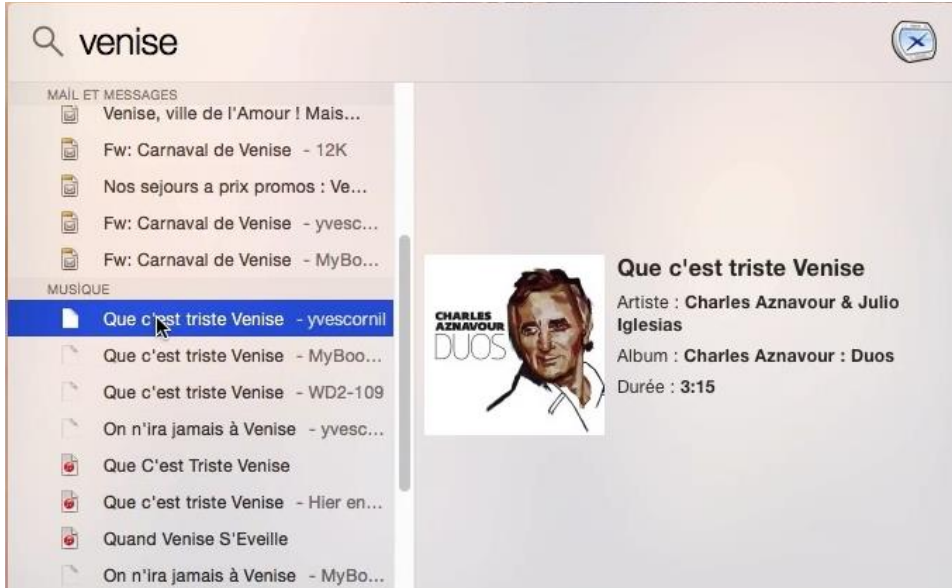 venise
MAIL ET MESSAGES
Venise, ville de l'Amour ! Mais...
Fw: Carnaval de Venise - 12K
Nos sejours a prix promos : Ve...
Fw: Carnaval de Venise - yvesc...
Fw: Carnaval de Venise - MyBo...
MUSIQUE
Que c'est triste Venise - yvescornil
Que c'est triste Venise - MyBoo...
Que c'est triste Venise - WD2-109
On n'ira jamais à Venise - yvesc...
Que C'est Triste Venise
Que c'est triste Venise - Hier en...
Quand Venise S'Eveille
On n'ira jamais à Venise - MyBo...
CHARLES
AZNAVOUR
DUOS
Que c'est triste Venise
Artiste : Charles Aznavour & Julio
Iglesias
Album : Charles Aznavour : Duos
Durée : 3:15